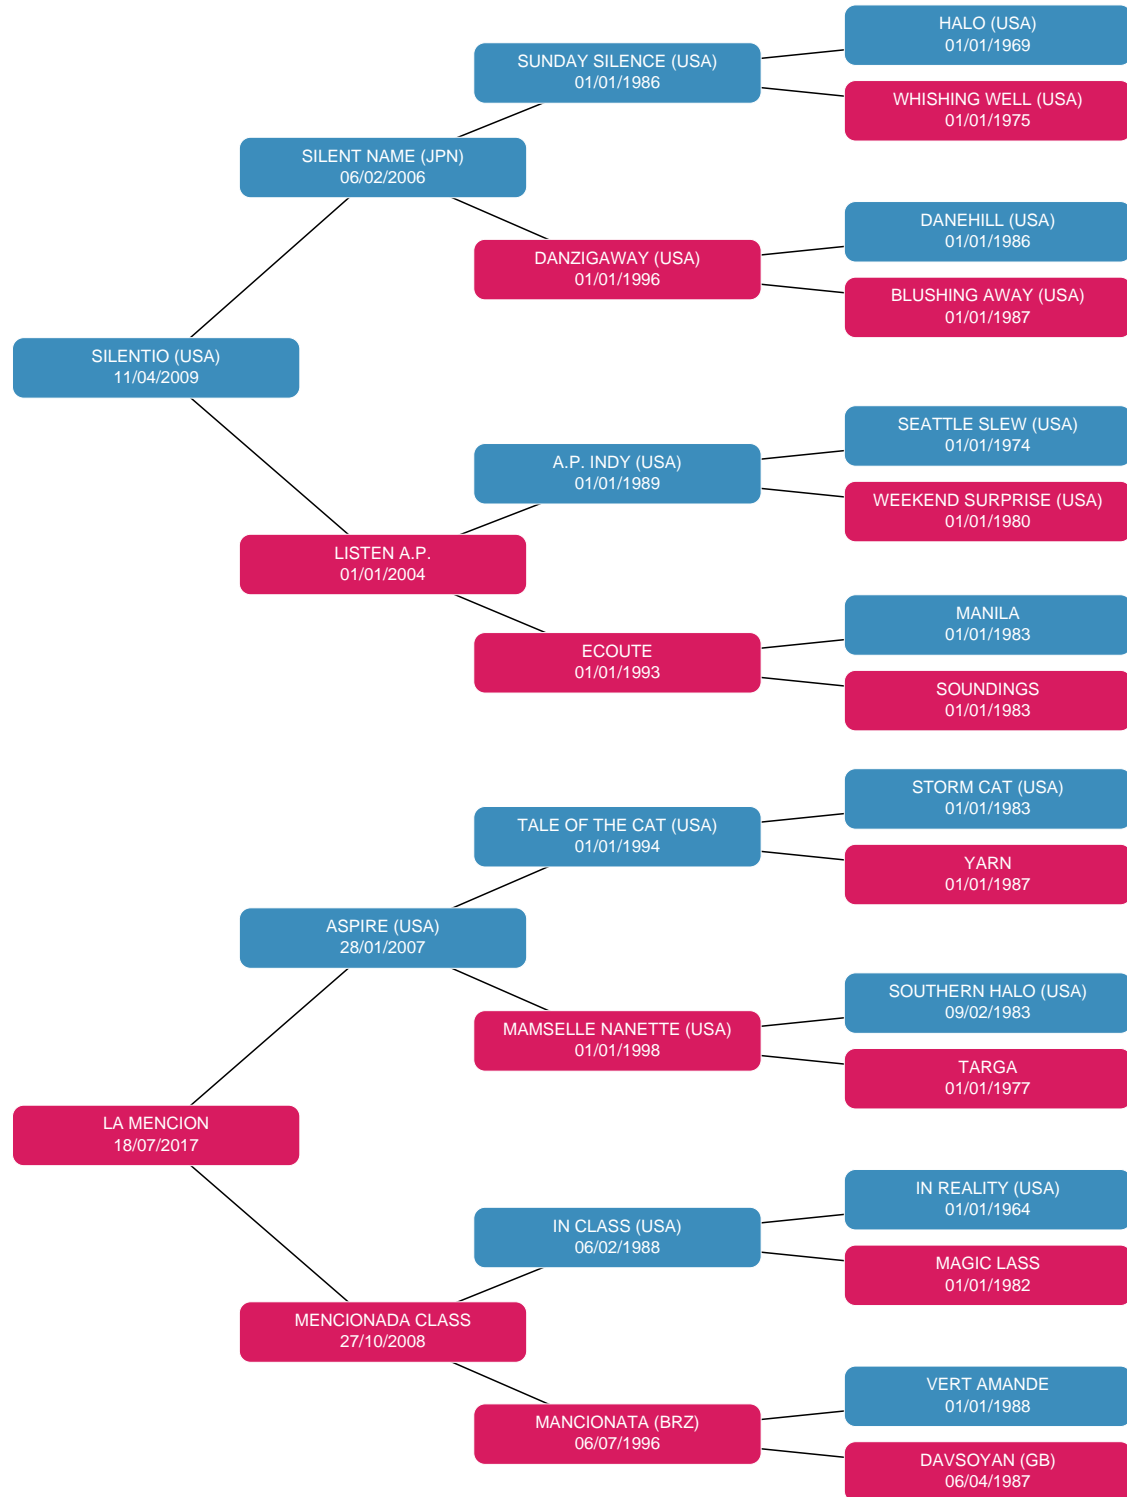 HALO (USA)
01/01/1969
SUNDAY SILENCE (USA)
01/01/1986
WHISHING WELL (USA)
01/01/1975
SILENT NAME (JPN)
06/02/2006
DANEHILL (USA)
01/01/1986
DANZIGAWAY (USA)
01/01/1996
BLUSHING AWAY (USA)
01/01/1987
SILENTIO (USA)
11/04/2009
SEATTLE SLEW (USA)
01/01/1974
A.P. INDY (USA)
01/01/1989
WEEKEND SURPRISE (USA)
01/01/1980
LISTEN A.P.
01/01/2004
MANILA
01/01/1983
ECOUTE
01/01/1993
SOUNDINGS
01/01/1983
STORM CAT (USA)
01/01/1983
TALE OF THE CAT (USA)
01/01/1994
YARN
01/01/1987
ASPIRE (USA)
28/01/2007
SOUTHERN HALO (USA)
09/02/1983
MAMSELLE NANETTE (USA)
01/01/1998
TARGA
01/01/1977
LA MENCION
18/07/2017
IN REALITY (USA)
01/01/1964
IN CLASS (USA)
06/02/1988
MAGIC LASS
01/01/1982
MENCIONADA CLASS
27/10/2008
VERT AMANDE
01/01/1988
MANCIONATA (BRZ)
06/07/1996
DAVSOYAN (GB)
06/04/1987